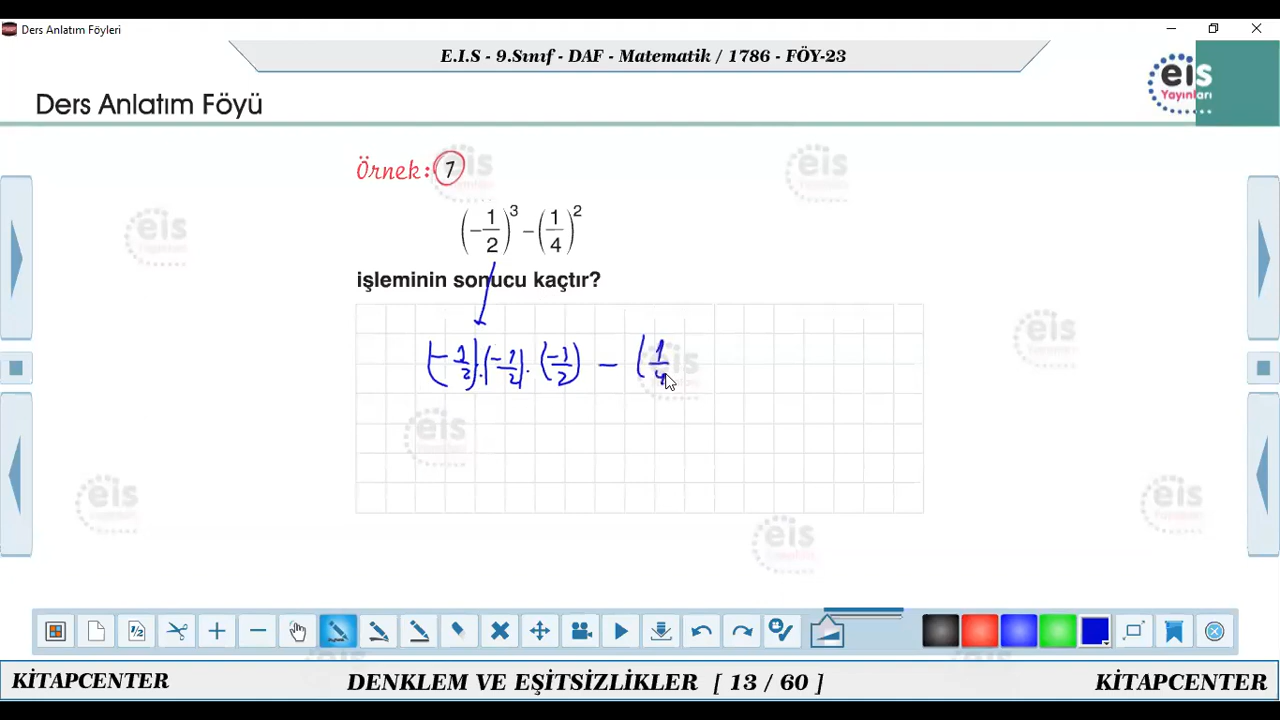 Ders Anlatım Föyleri
E.I.S - 9.Sınıf - DAF - Matematik / 1786 - FÖY-23
eis
Yayınları
Ders Anlatım Föyü
Örnek: 7
(-1/2)^3 - (1/4)^2
işleminin sonucu kaçtır?
(-1/2).(-1/2).(-1/2) - (1/4
KİTAPCENTER
DENKLEM VE EŞİTSİZLİKLER [ 13 / 60 ]
KİTAPCENTER